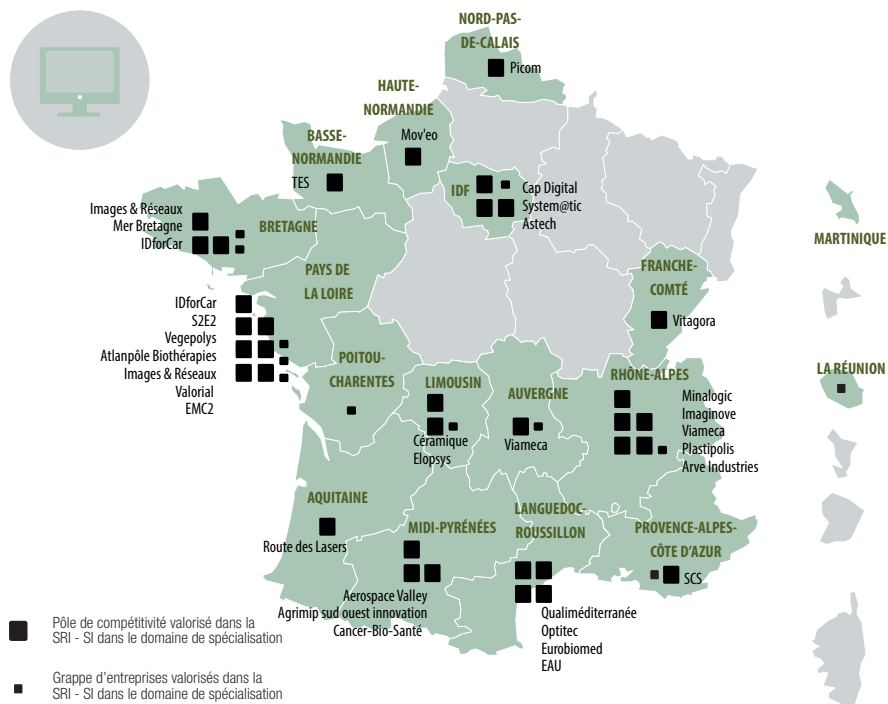 NORD-PAS-
DE-CALAIS
Picom
HAUTE-
NORMANDIE
Mov'eo
BASSE-
NORMANDIE
TES
IDF
Cap Digital
System@tic
Astech
Images & Réseaux
Mer Bretagne
IDforCar
BRETAGNE
MARTINIQUE
PAYS DE
LA LOIRE
IDforCar
S2E2
Vegepolys
Atlanpôle Biothérapies
Images & Réseaux
Valorial
EMC2
FRANCHE-
COMTÉ
Vitagora
POITOU-
CHARENTES
LIMOUSIN
Céramique
Elopsys
AUVERGNE
Viameca
RHÔNE-ALPES
Minalogic
Imaginove
Viameca
Plastipolis
Arve Industries
LA RÉUNION
AQUITAINE
Route des Lasers
MIDI-PYRÉNÉES
Aerospace Valley
Agrimip sud ouest innovation
Cancer-Bio-Santé
LANGUEDOC-
ROUSSILLON
Qualiméditerranée
Optitec
Eurobiomed
EAU
PROVENCE-ALPES-
CÔTE D'AZUR
SCS
Pôle de compétitivité valorisé dans la
SRI - SI dans le domaine de spécialisation
Grappe d'entreprises valorisés dans la
SRI - SI dans le domaine de spécialisation